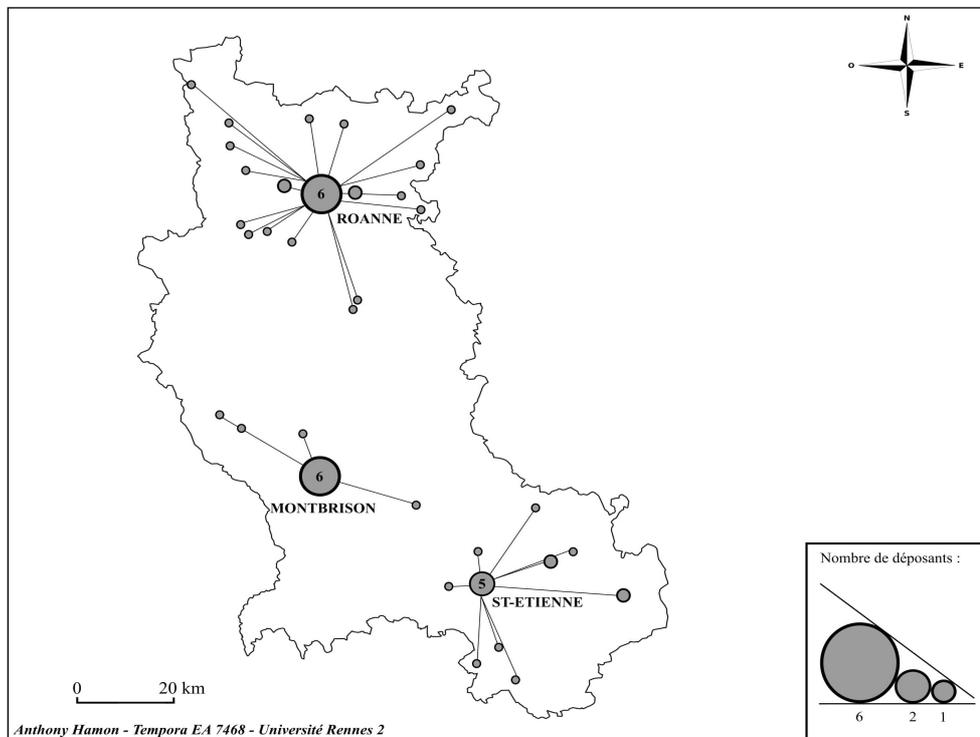 N
O
E
S
6
ROANNE
6
MONTBRISON
5
ST-ETIENNE
Nombre de déposants :
6
2
1
0
20 km
Anthony Hamon - Tempora EA 7468 - Université Rennes 2